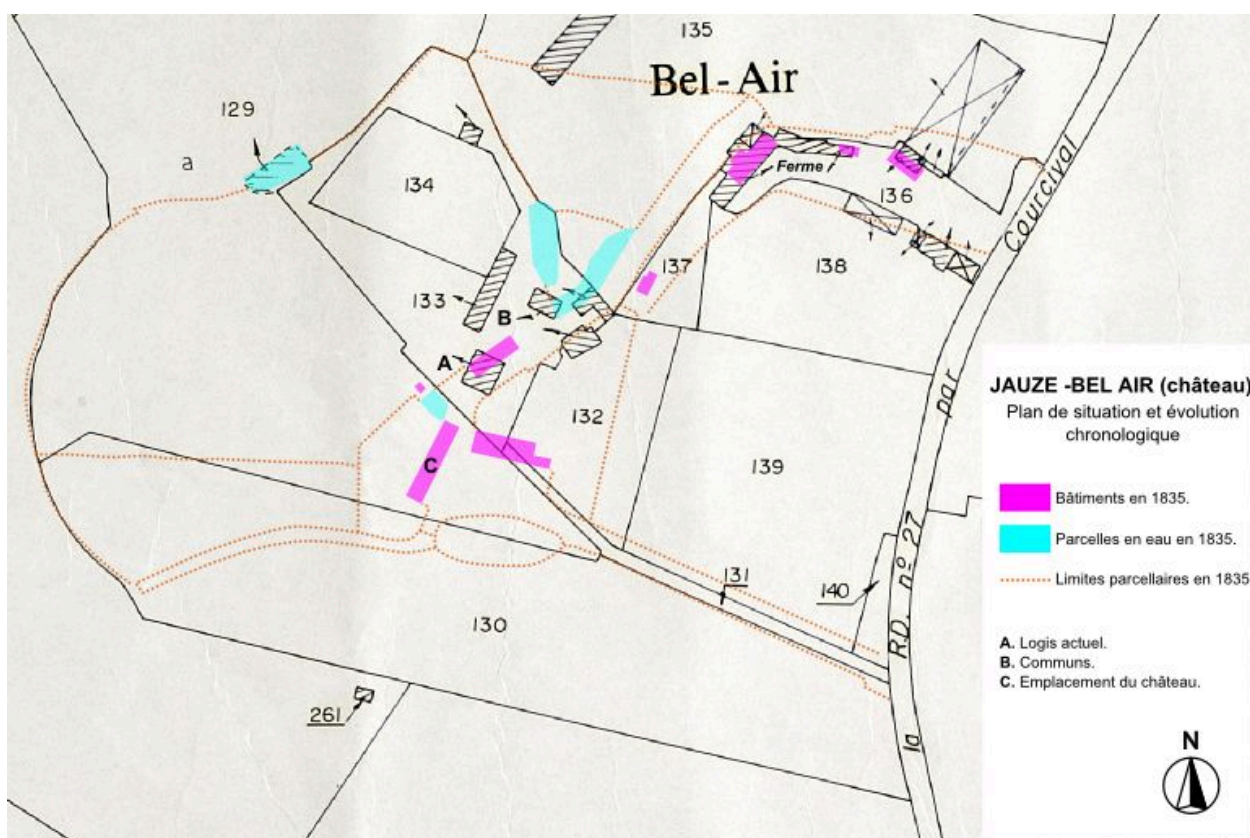 135
Bel-Air
129
a
134
Ferme
136
Courcival
137
138
133
B
A
132
par
C
139
131
140
R.D. nº 27
130
261
la
JAUZE -BEL AIR (château)
Plan de situation et évolution
chronologique
Bâtiments en 1835.
Parcelles en eau en 1835.
Limites parcellaires en 1835
A. Logis actuel.
B. Communs.
C. Emplacement du château.
N